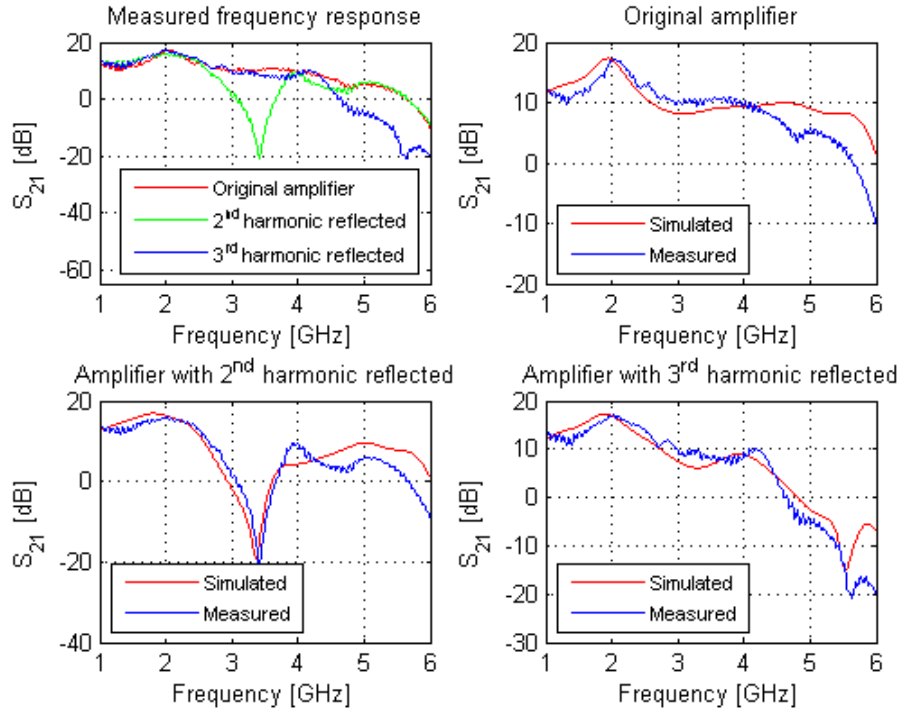 Measured frequency response
20
0
-20
-40
-60
S21 [dB]
Original amplifier
2nd harmonic reflected
3rd harmonic reflected
1 2 3 4 5 6
Frequency [GHz]
Original amplifier
20
10
0
-10
-20
S21 [dB]
Simulated
Measured
1 2 3 4 5 6
Frequency [GHz]
Amplifier with 2nd harmonic reflected
20
0
-20
-40
S21 [dB]
Simulated
Measured
1 2 3 4 5 6
Frequency [GHz]
Amplifier with 3rd harmonic reflected
20
10
0
-10
-20
-30
S21 [dB]
Simulated
Measured
1 2 3 4 5 6
Frequency [GHz]